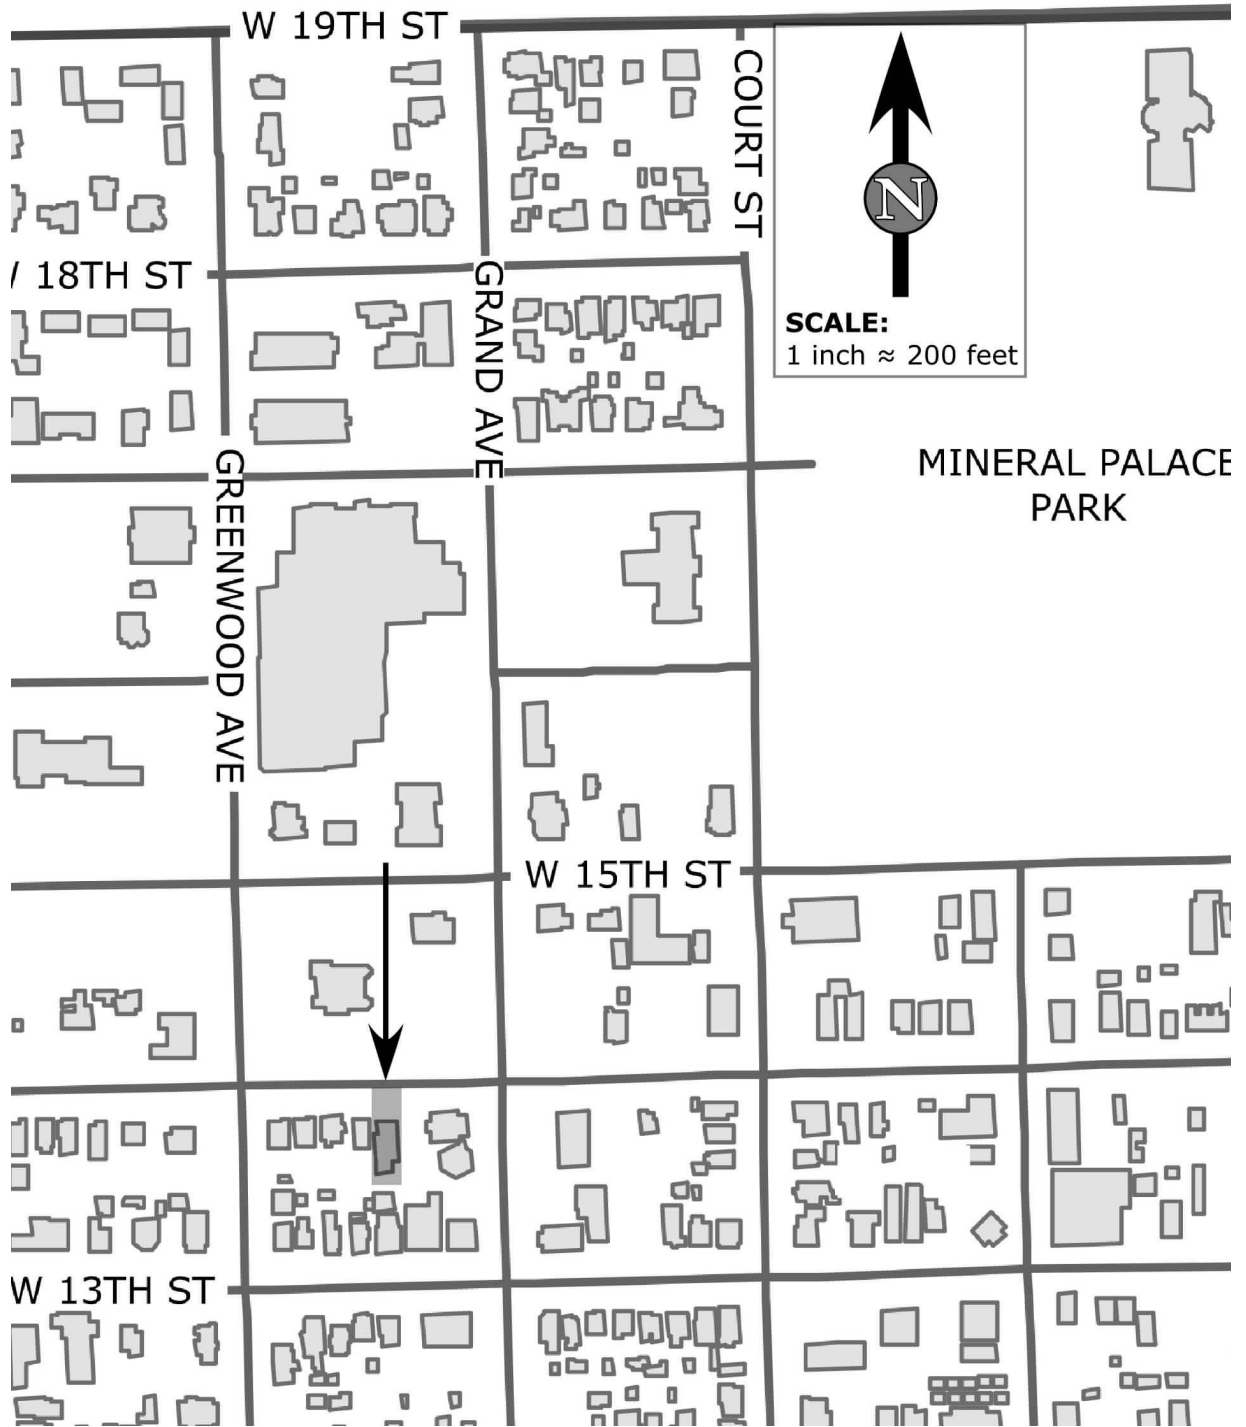 W 19TH ST
COURT ST
N
18TH ST
GRAND AVE
SCALE:
1 inch ≈ 200 feet
GREENWOOD AVE
MINERAL PALACE
PARK
W 15TH ST
W 13TH ST